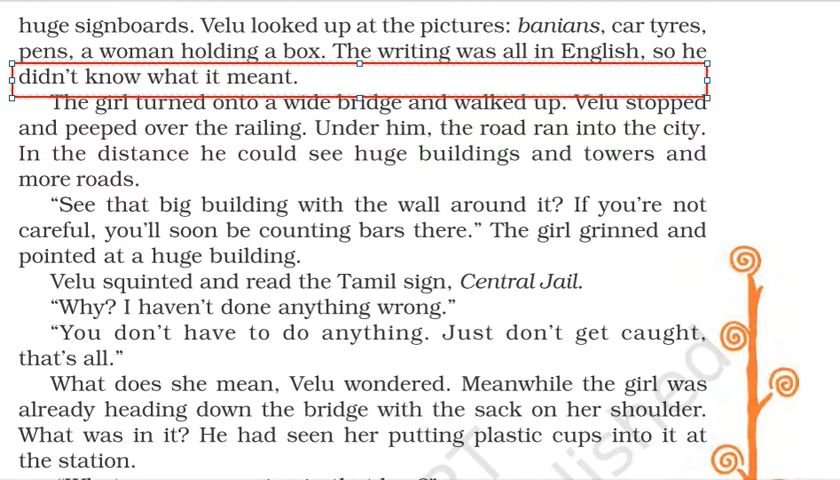 huge signboards. Velu looked up at the pictures: banians, car tyres,
pens, a woman holding a box. The writing was all in English, so he
didn’t know what it meant.
The girl turned onto a wide bridge and walked up. Velu stopped
and peeped over the railing. Under him, the road ran into the city.
In the distance he could see huge buildings and towers and
more roads.
“See that big building with the wall around it? If you’re not
careful, you’ll soon be counting bars there.” The girl grinned and
pointed at a huge building.
Velu squinted and read the Tamil sign, Central Jail.
“Why? I haven’t done anything wrong.”
“You don’t have to do anything. Just don’t get caught,
that’s all.”
What does she mean, Velu wondered. Meanwhile the girl was
already heading down the bridge with the sack on her shoulder.
What was in it? He had seen her putting plastic cups into it at
the station.